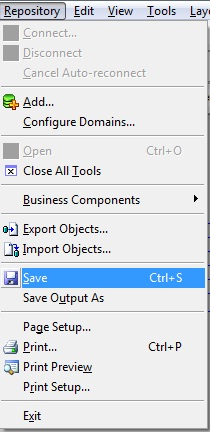 Repository Edit View Tools
Connect...
Disconnect
Cancel Auto-reconnect
Add...
Configure Domains...
Open Ctrl+O
Close All Tools
Business Components
Export Objects...
Import Objects...
Save Ctrl+S
Save Output As
Page Setup...
Print... Ctrl+P
Print Preview
Print Setup...
Exit